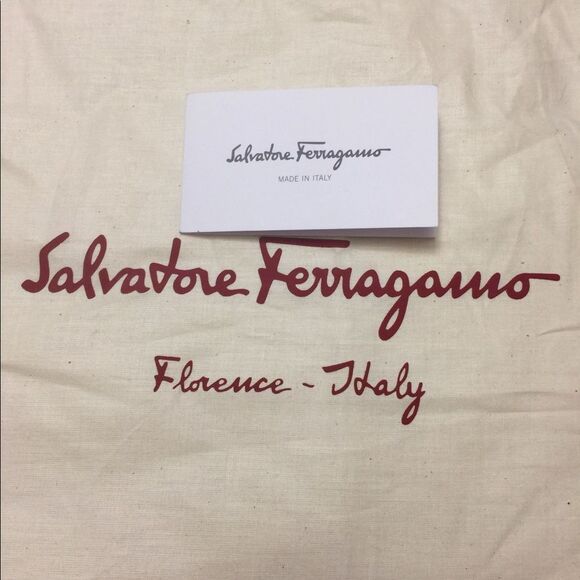 Salvatore Ferragamo
MADE IN ITALY
Salvatore Ferragamo
Florence - Italy